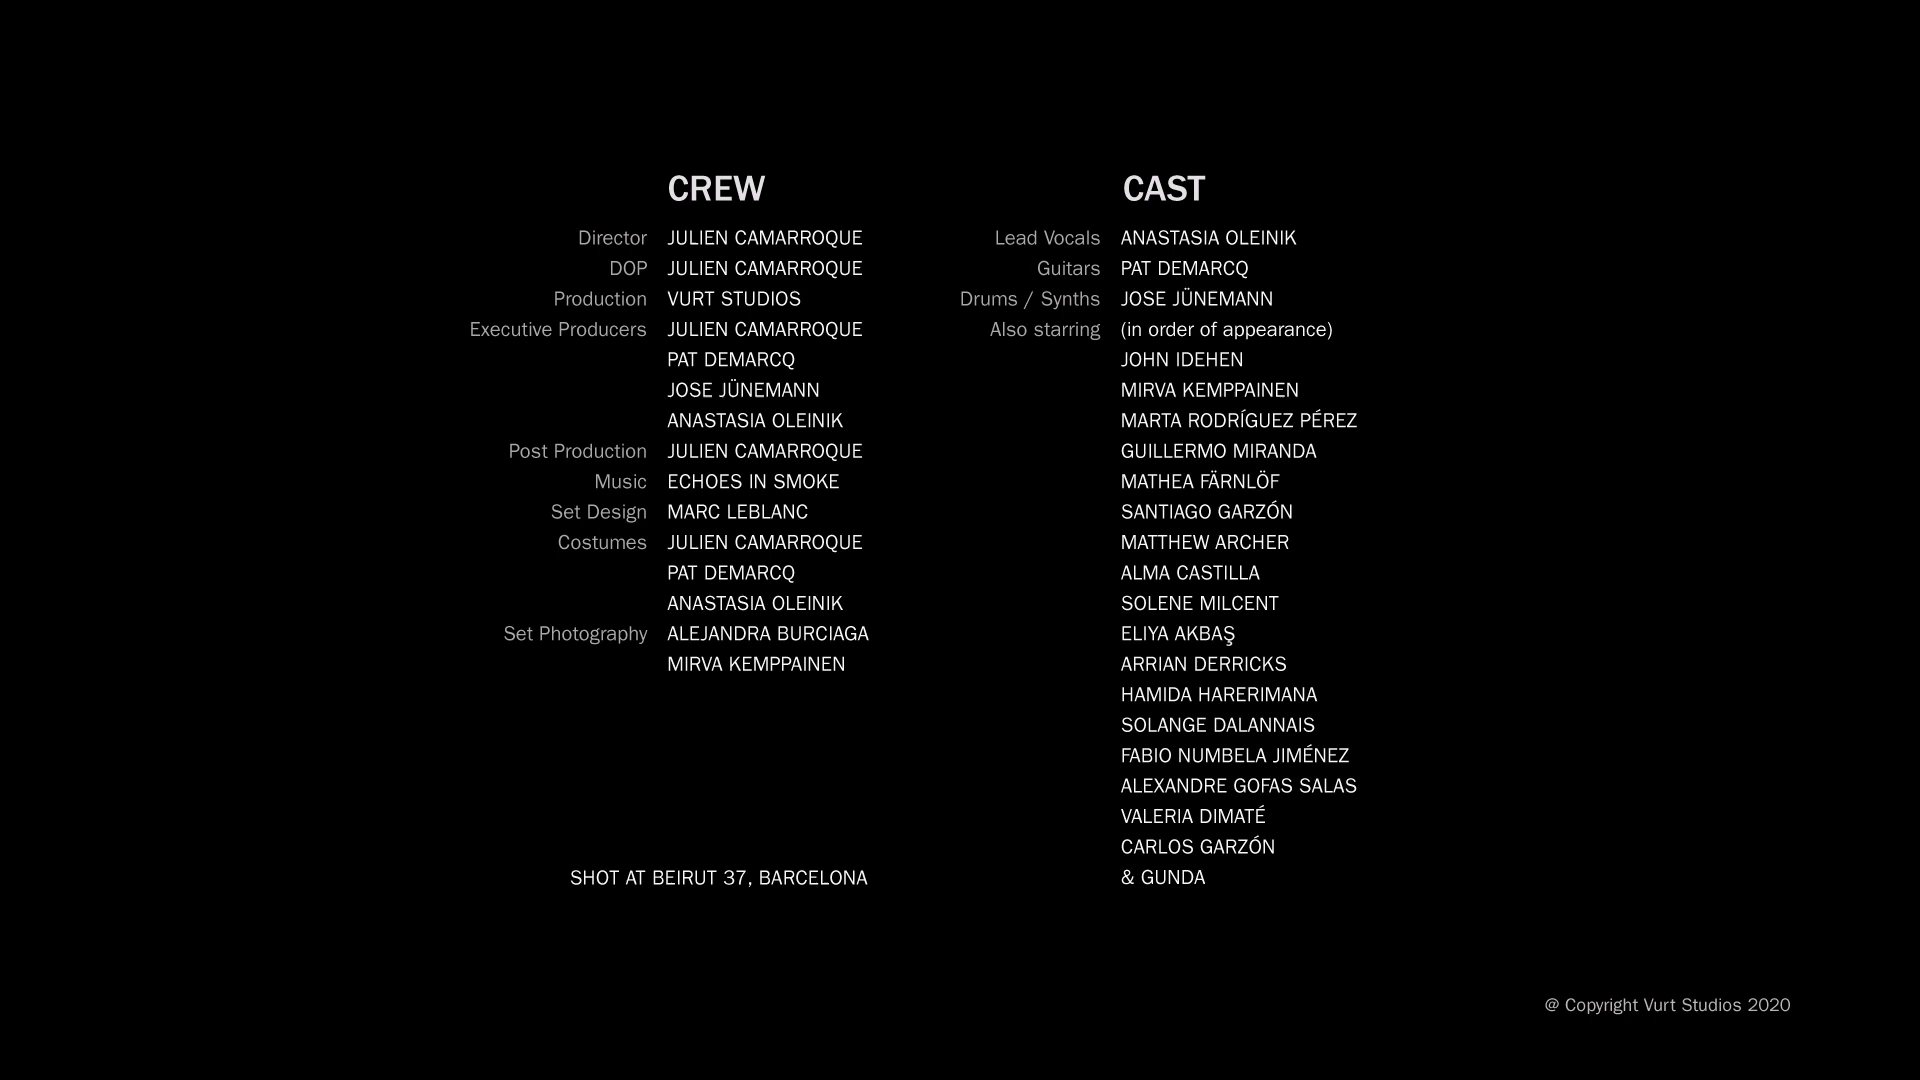 CREW
Director JULIEN CAMARROQUE
DOP JULIEN CAMARROQUE
Production VURT STUDIOS
Executive Producers JULIEN CAMARROQUE
PAT DEMARCQ
JOSE JÜNEMANN
ANASTASIA OLEINIK
Post Production JULIEN CAMARROQUE
Music ECHOES IN SMOKE
Set Design MARC LEBLANC
Costumes JULIEN CAMARROQUE
PAT DEMARCQ
ANASTASIA OLEINIK
Set Photography ALEJANDRA BURCIAGA
MIRVA KEMPPAINEN
SHOT AT BEIRUT 37, BARCELONA
CAST
Lead Vocals ANASTASIA OLEINIK
Guitars PAT DEMARCQ
Drums / Synths JOSE JÜNEMANN
Also starring (in order of appearance)
JOHN IDEHEN
MIRVA KEMPPAINEN
MARTA RODRÍGUEZ PÉREZ
GUILLERMO MIRANDA
MATHEA FÄRNLÖF
SANTIAGO GARZÓN
MATTHEW ARCHER
ALMA CASTILLA
SOLENE MILCENT
ELIYA AKBAŞ
ARRIAN DERRICKS
HAMIDA HARERIMANA
SOLANGE DALANNAIS
FABIO NUMBELA JIMÉNEZ
ALEXANDRE GOFAS SALAS
VALERIA DIMATÉ
CARLOS GARZÓN
& GUNDA
@ Copyright Vurt Studios 2020